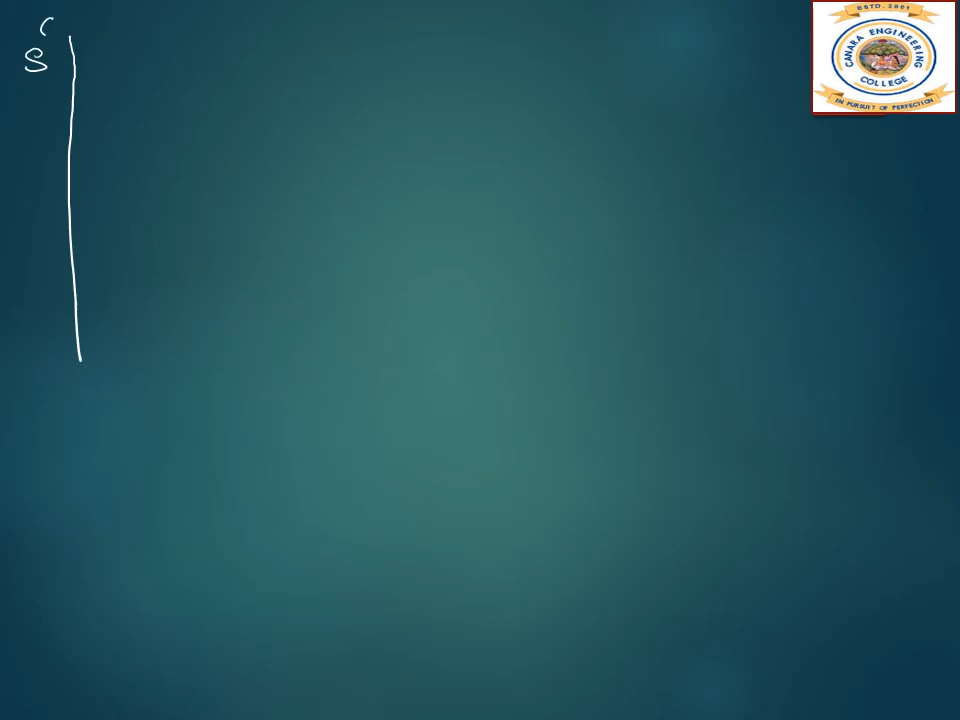 S
ESTD. 2001
CANARA ENGINEERING
COLLEGE
IN PURSUIT OF PERFECTION